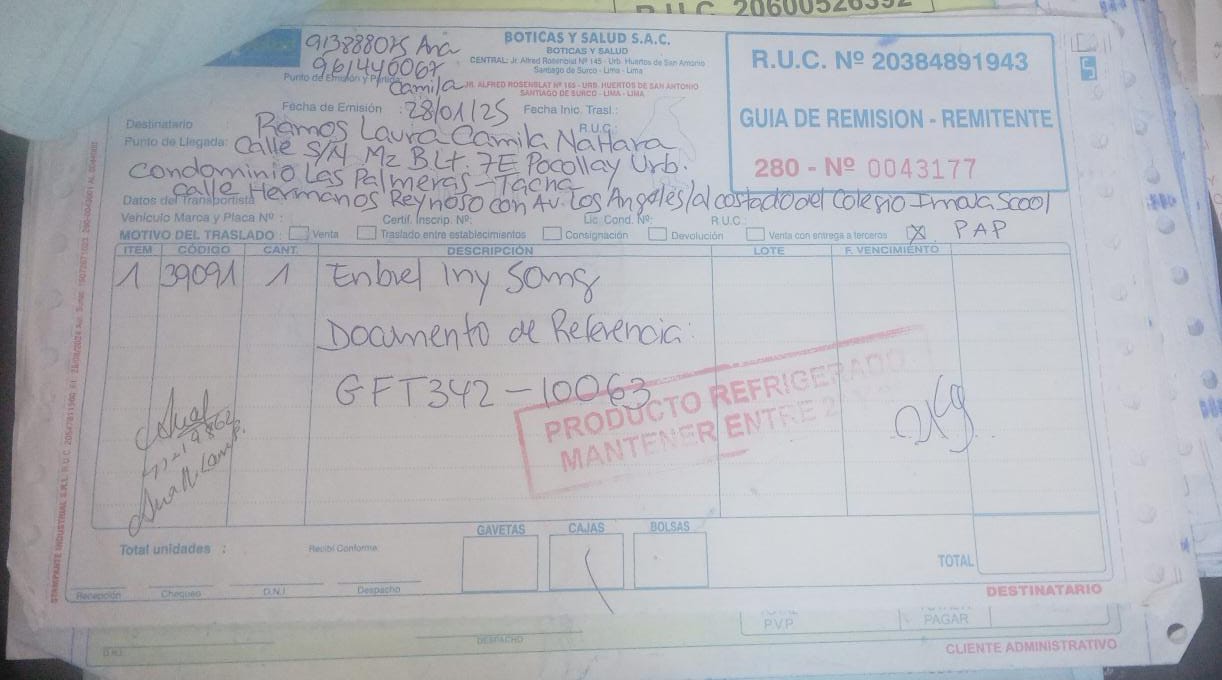 R.U.C. 20600526392
913888075 Ana
961440067
Camila
BOTICAS Y SALUD S.A.C.
BOTICAS Y SALUD
CENTRAL: Jr. Alfred Rosenblat Nº 145 - Urb. Huertos de San Antonio
Santiago de Surco - Lima - Lima
Punto de Emisión y Partida
JR. ALFRED ROSENBLAT Nº 165 - URB. HUERTOS DE SAN ANTONIO
SANTIAGO DE SURCO - LIMA - LIMA
R.U.C. Nº 20384891943
GUIA DE REMISION - REMITENTE
280 - Nº 0043177
Fecha de Emisión : 28/01/25 Fecha Inic. Trasl.:
Destinatario Ramos Laura Camila Nahara R.U.C.:
Punto de Llegada: Calle S/N Mz B Lt. 7E Pocollay Urb.
Condominio Las Palmeras - Tacna
Calle Hermanos Reynoso con Av. Los Angeles/al costado del Colegio
Datos del Transportista
Vehículo Marca y Placa Nº : Certif. Inscrip. Nº: Lic. Cond. Nº: R.U.C.:
MOTIVO DEL TRASLADO : Venta Traslado entre establecimientos Consignación Devolución Venta con entrega a terceros X PAP
ITEM CÓDIGO CANT. DESCRIPCIÓN LOTE F. VENCIMIENTO
1 39091 1 Enbrel Iny 50mg
Documento de Referencia:
GFT342-10063
PRODUCTO REFRIGERADO
MANTENER ENTRE 2
GAVETAS CAJAS BOLSAS
Total unidades : Recibí Conforme:
TOTAL
Recepción Chequeo D.N.I. Despacho
DESTINATARIO
P.V.P. PAGAR
D.N.I. DESPACHO
CLIENTE ADMINISTRATIVO